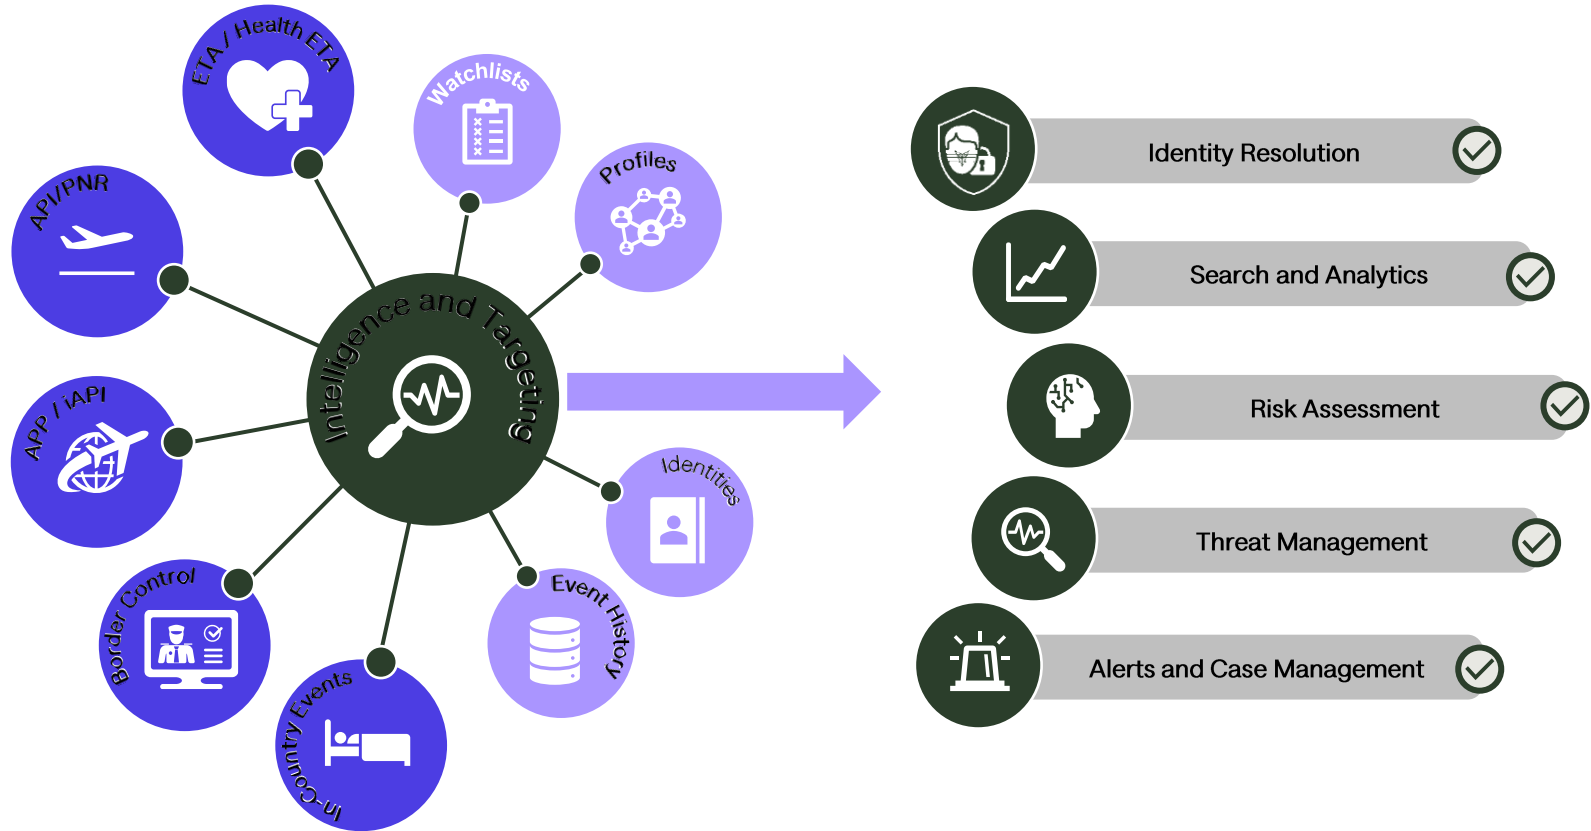 ETA / Health ETA
Watchlists
Profiles
API/PNR
Intelligence and Targeting
APP / iAPI
Identities
Border Control
Event History
In-Country Events
Identity Resolution
Search and Analytics
Risk Assessment
Threat Management
Alerts and Case Management